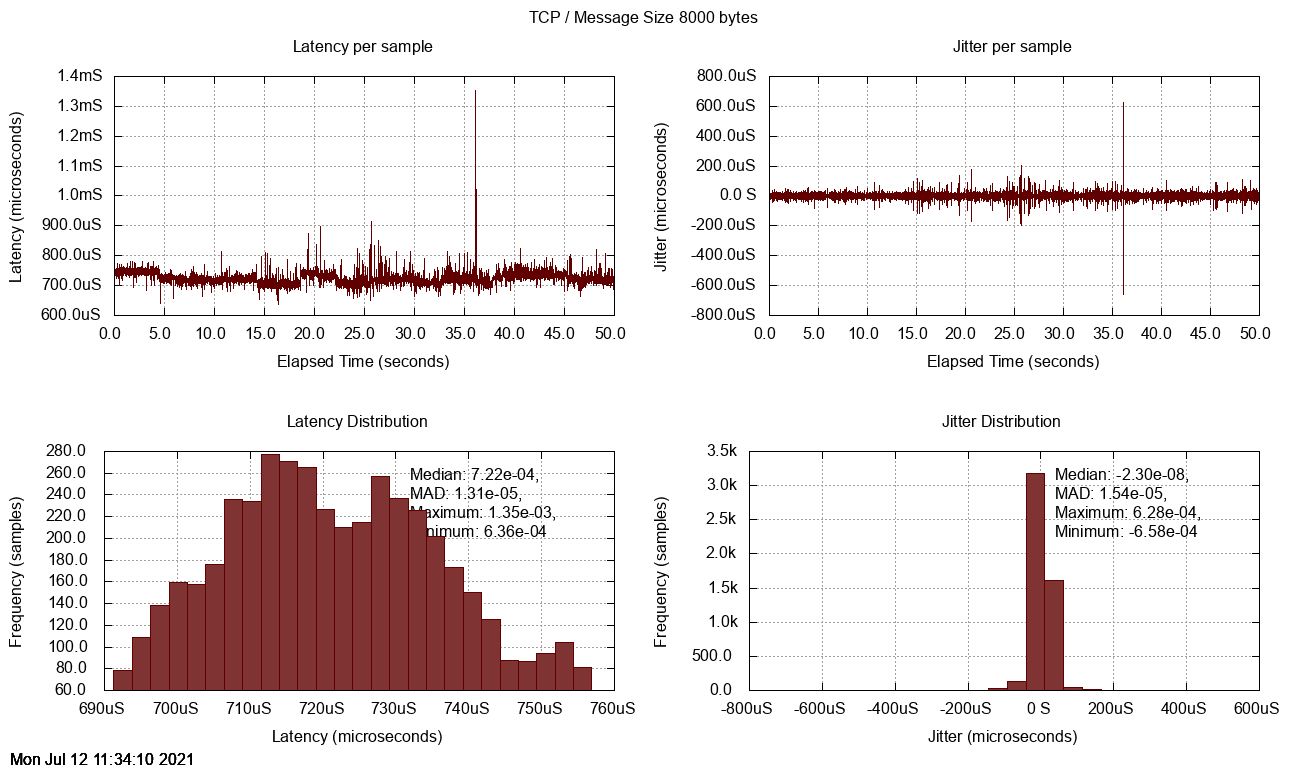 TCP / Message Size 8000 bytes
Latency per sample
Latency (microseconds)
1.4mS
1.3mS
1.2mS
1.1mS
1.0mS
900.0uS
800.0uS
700.0uS
600.0uS
0.0 5.0 10.0 15.0 20.0 25.0 30.0 35.0 40.0 45.0 50.0
Elapsed Time (seconds)
Jitter per sample
Jitter (microseconds)
800.0uS
600.0uS
400.0uS
200.0uS
0.0 S
-200.0uS
-400.0uS
-600.0uS
-800.0uS
0.0 5.0 10.0 15.0 20.0 25.0 30.0 35.0 40.0 45.0 50.0
Elapsed Time (seconds)
Latency Distribution
Frequency (samples)
280.0
260.0
240.0
220.0
200.0
180.0
160.0
140.0
120.0
100.0
80.0
60.0
Median: 7.22e-04,
MAD: 1.31e-05,
Maximum: 1.35e-03,
Minimum: 6.36e-04
690uS 700uS 710uS 720uS 730uS 740uS 750uS 760uS
Latency (microseconds)
Jitter Distribution
Frequency (samples)
3.5k
3.0k
2.5k
2.0k
1.5k
1.0k
500.0
0.0
Median: -2.30e-08,
MAD: 1.54e-05,
Maximum: 6.28e-04,
Minimum: -6.58e-04
-800uS -600uS -400uS -200uS 0 S 200uS 400uS 600uS
Jitter (microseconds)
Mon Jul 12 11:34:10 2021